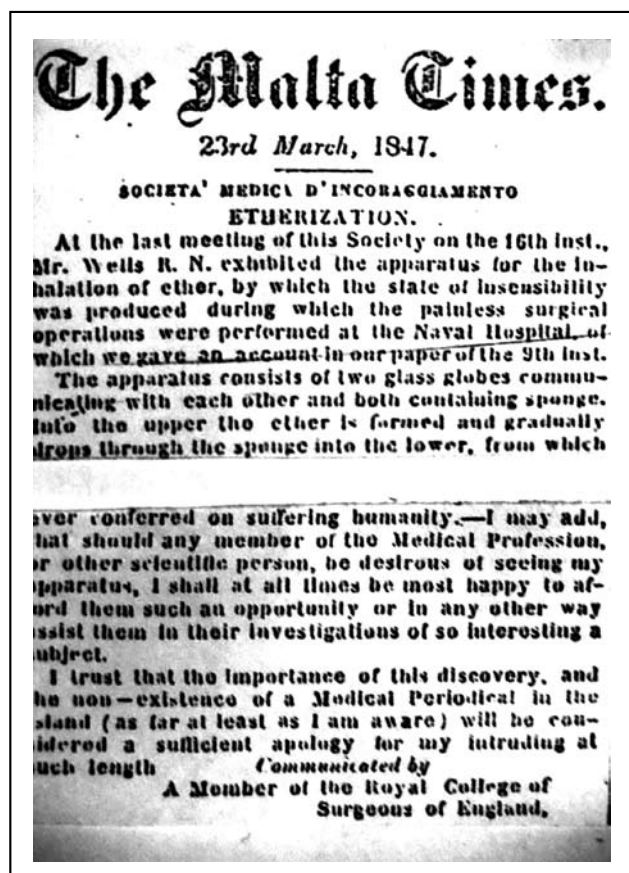 The Malta Times.
23rd March, 1847.
SOCIETA' MEDICA D'INCORAGGIAMENTO
ETHERIZATION.
At the last meeting of this Society on the 16th inst.,
Mr. Wells R. N. exhibited the apparatus for the in-
halation of ether, by which the state of insensibility
was produced during which the painless surgical
operations were performed at the Naval Hospital, of
which we gave an account in our paper of the 9th inst.
The apparatus consists of two glass globes commu-
nicating with each other and both containing sponge.
Into the upper the ether is formed and gradually
drops through the sponge into the lower, from which
ever conferred on suffering humanity.—I may add,
that should any member of the Medical Profession,
or other scientific person, be desirous of seeing my
apparatus, I shall at all times be most happy to af-
ord them such an opportunity or in any other way
assist them in their investigations of so interesting a
subject.
I trust that the importance of this discovery, and
he non-existence of a Medical Periodical in the
sland (as far at least as I am aware) will be con-
idered a sufficient apology for my intruding at
uch length Communicated by
A Member of the Royal College of
Surgeons of England.